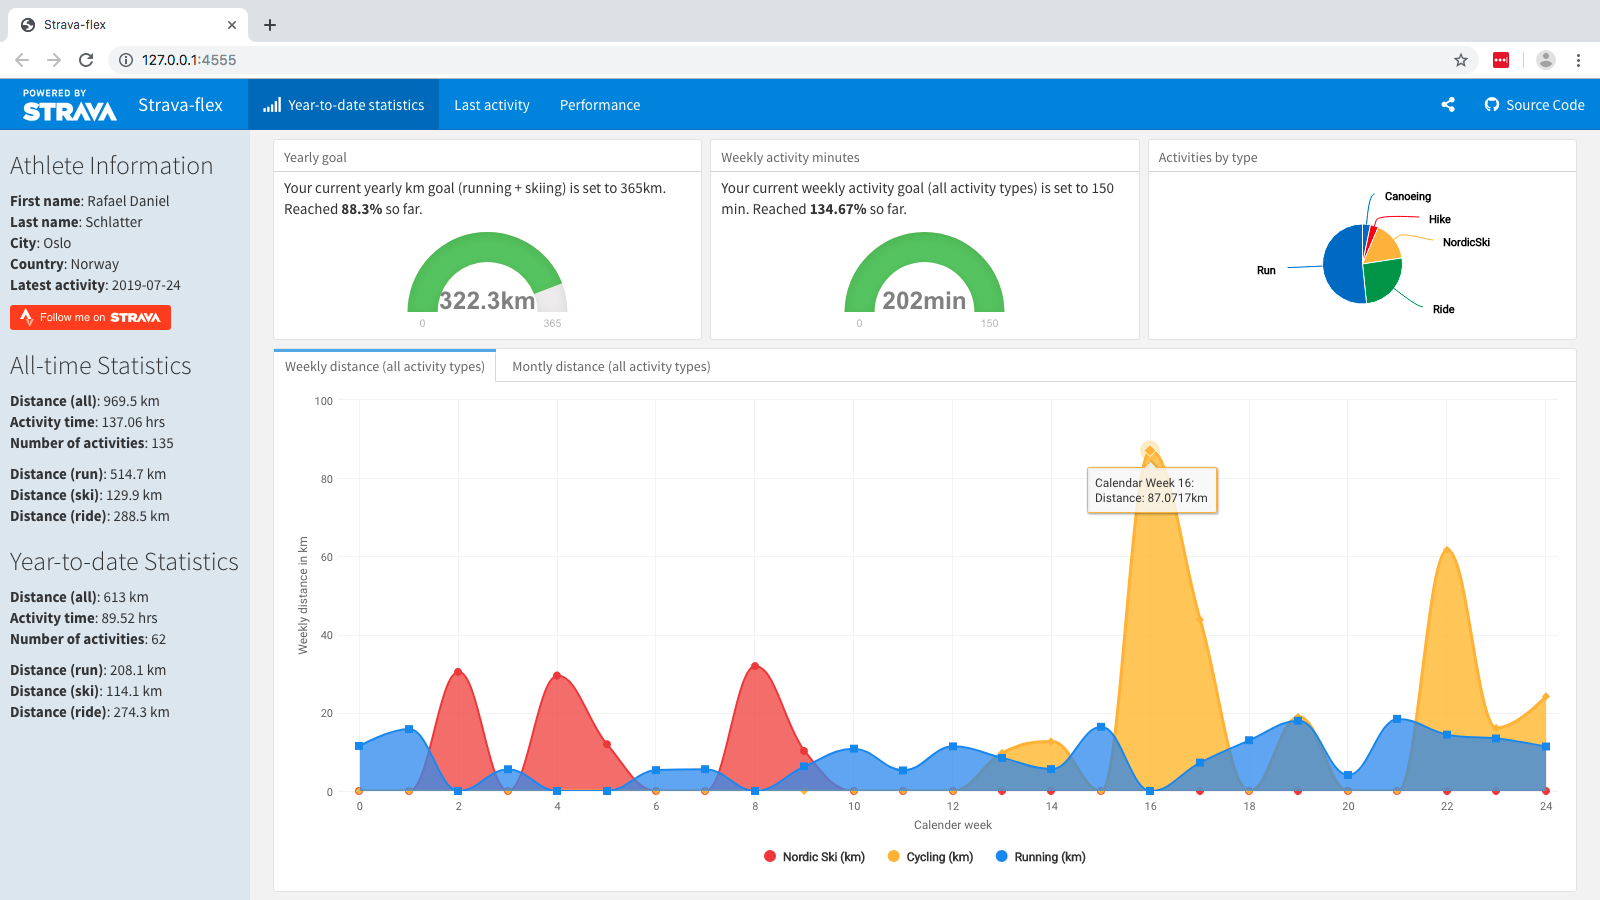 Strava-flex
127.0.0.1:4555
POWERED BY
STRAVA
Strava-flex
Year-to-date statistics
Last activity
Performance
Source Code
Athlete Information
First name: Rafael Daniel
Last name: Schlatter
City: Oslo
Country: Norway
Latest activity: 2019-07-24
Follow me on STRAVA
All-time Statistics
Distance (all): 969.5 km
Activity time: 137.06 hrs
Number of activities: 135
Distance (run): 514.7 km
Distance (ski): 129.9 km
Distance (ride): 288.5 km
Year-to-date Statistics
Distance (all): 613 km
Activity time: 89.52 hrs
Number of activities: 62
Distance (run): 208.1 km
Distance (ski): 114.1 km
Distance (ride): 274.3 km
Yearly goal
Your current yearly km goal (running + skiing) is set to 365km.
Reached 88.3% so far.
322.3km
0 365
Weekly activity minutes
Your current weekly activity goal (all activity types) is set to 150
min. Reached 134.67% so far.
202min
0 150
Activities by type
Canoeing
Hike
NordicSki
Run
Ride
Weekly distance (all activity types)
Montly distance (all activity types)
Weekly distance in km
100
80
60
40
20
0
Calendar Week 16:
Distance: 87.0717km
0 2 4 6 8 10 12 14 16 18 20 22 24
Calender week
Nordic Ski (km) Cycling (km) Running (km)